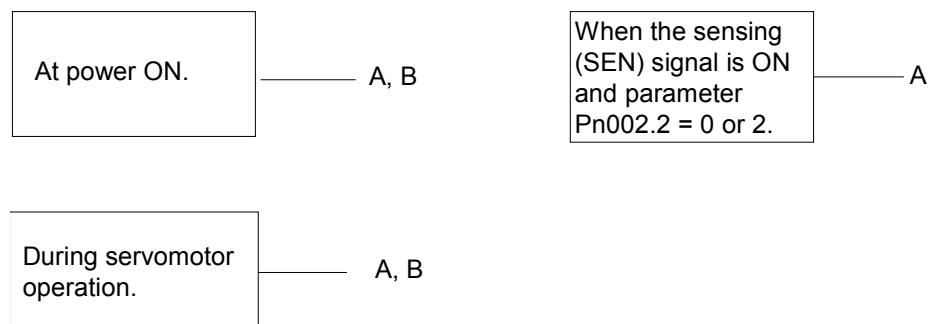 At power ON.
A, B
When the sensing
(SEN) signal is ON
and parameter
Pn002.2 = 0 or 2.
A
During servomotor
operation.
A, B